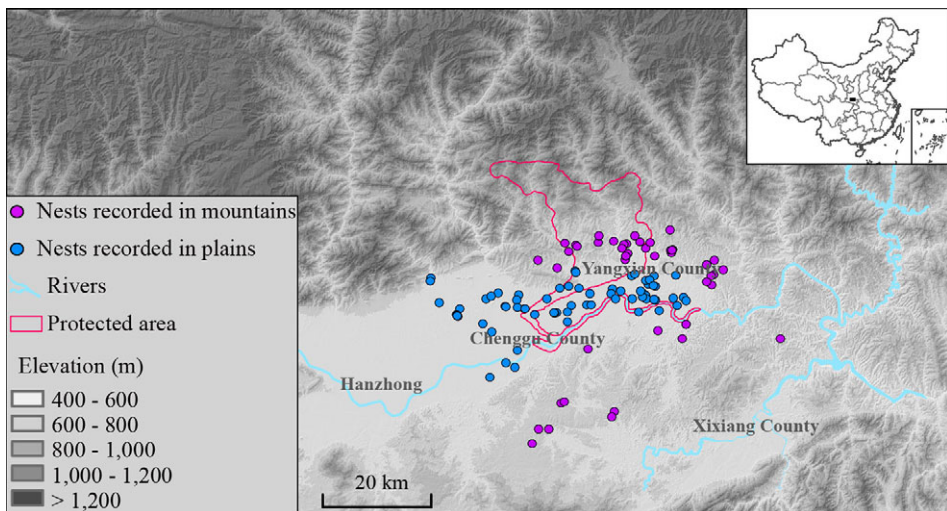 Nests recorded in mountains
Nests recorded in plains
Rivers
Protected area
Elevation (m)
400 - 600
600 - 800
800 - 1,000
1,000 - 1,200
> 1,200
Yangxian County
Chenggu County
Hanzhong
Xixiang County
20 km